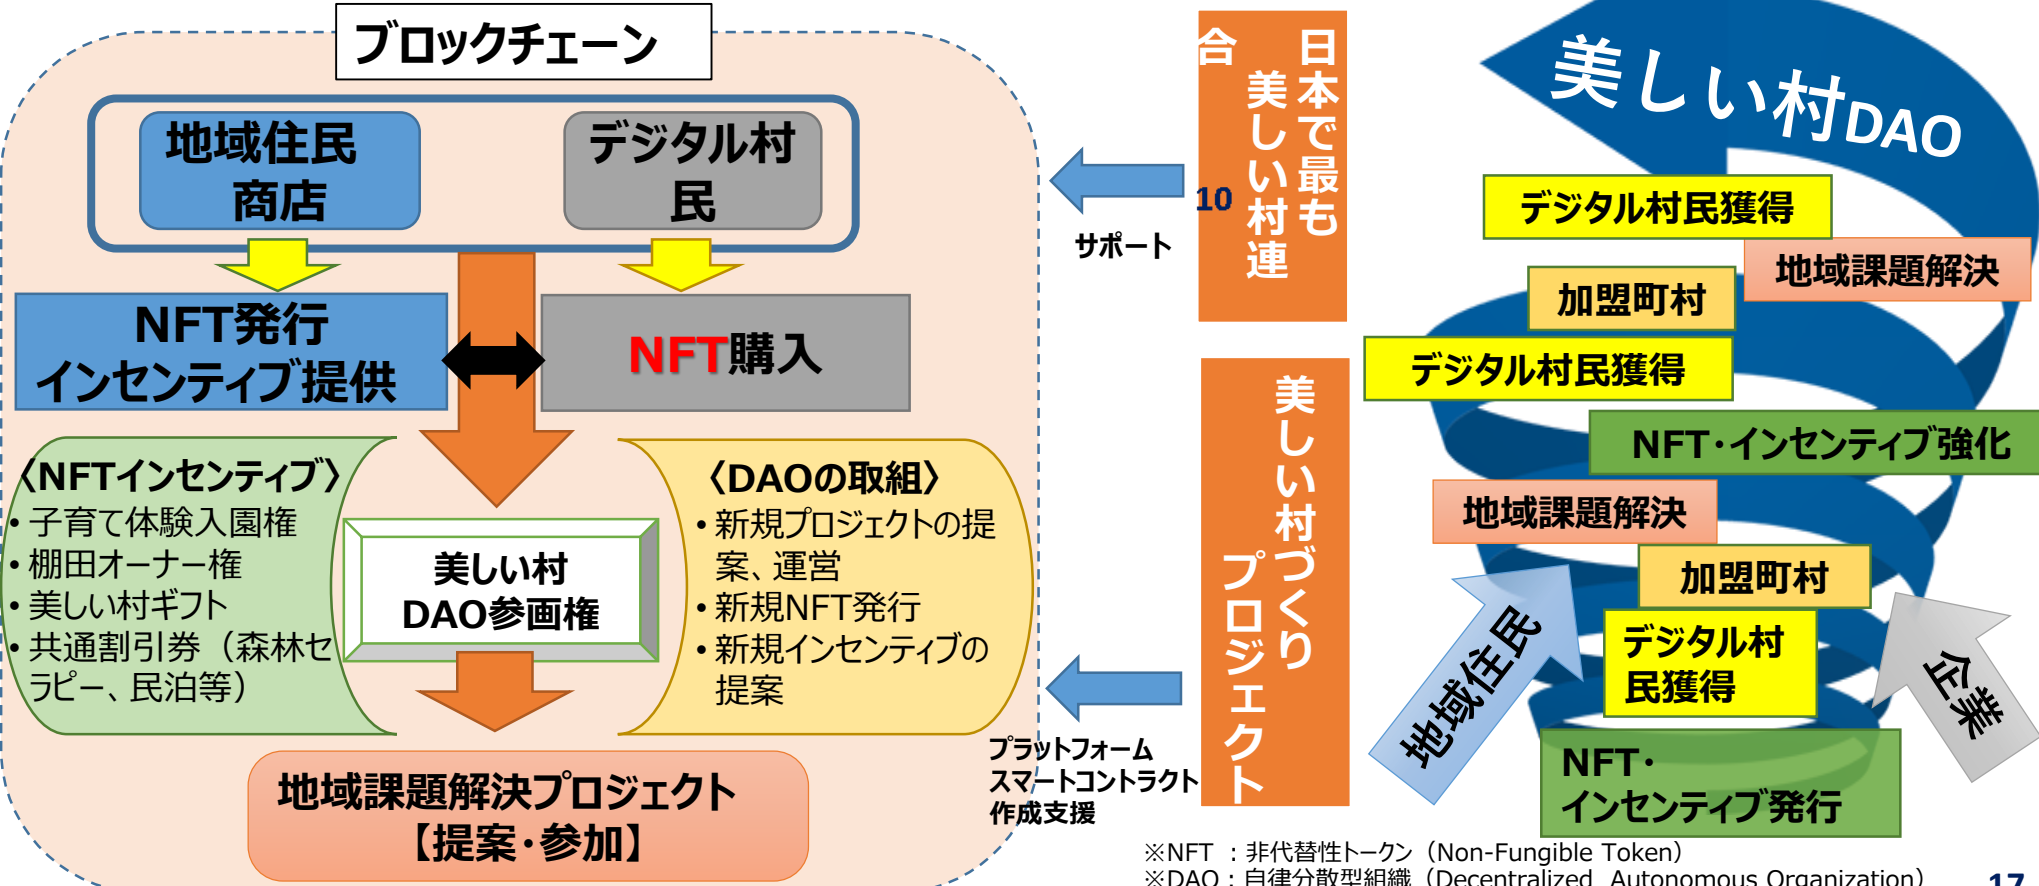 ブロックチェーン
地域住民
商店
デジタル村
民
NFT発行
インセンティブ提供
NFT購入
〈NFTインセンティブ〉
• 子育て体験入園権
• 棚田オーナー権
• 美しい村ギフト
• 共通割引券（森林セ
ラピー、民泊等）
美しい村
DAO参画権
〈DAOの取組〉
• 新規プロジェクトの提
案、運営
• 新規NFT発行
• 新規インセンティブの
提案
地域課題解決プロジェクト
【提案・参加】
サポート
日本で最も
美しい村連
合
10
プラットフォーム
スマートコントラクト
作成支援
美しい村づくり
プロジェクト
美しい村DAO
デジタル村民獲得
地域課題解決
加盟町村
デジタル村民獲得
NFT・インセンティブ強化
地域課題解決
加盟町村
デジタル村
民獲得
地域住民
企業
NFT・
インセンティブ発行
※NFT ：非代替性トークン（Non-Fungible Token）
※DAO：自律分散型組織（Decentralized Autonomous Organization）
17